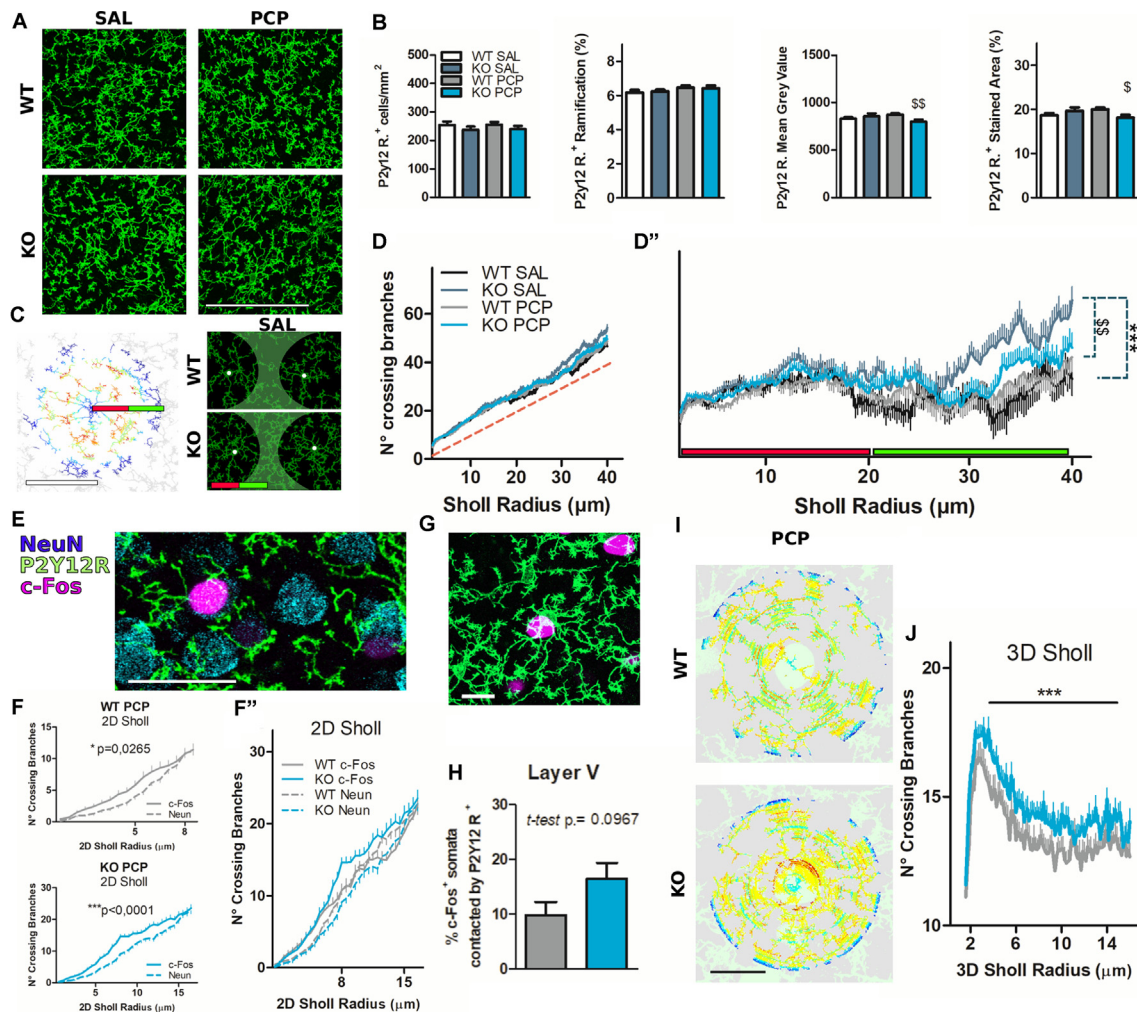 A
SAL
PCP
WT
KO
B
P2y12 R.+ cells/mm2
500
400
300
200
100
0
WT SAL
KO SAL
WT PCP
KO PCP
P2y12 R.+ Ramification (%)
8
6
4
2
0
P2y12 R. Mean Grey Value
1500
1000
500
0
$$
P2y12 R.+ Stained Area (%)
30
20
10
0
$
C
SAL
WT
KO
D
N° crossing branches
60
40
20
0
WT SAL
KO SAL
WT PCP
KO PCP
10
20
30
40
Sholl Radius (µm)
D”
$$
***
10
20
30
40
Sholl Radius (µm)
E
NeuN
P2Y12R
c-Fos
F
WT PCP
2D Sholl
N° Crossing Branches
15
10
5
0
* p=0,0265
c-Fos
Neun
5
8
2D Sholl Radius (µm)
KO PCP
2D Sholl
N° Crossing Branches
30
20
10
0
***p<0,0001
c-Fos
Neun
5
10
15
2D Sholl Radius (µm)
F”
2D Sholl
N° Crossing Branches
30
20
10
0
WT c-Fos
KO c-Fos
WT Neun
KO Neun
8
15
2D Sholl Radius (µm)
G
H
Layer V
% c-Fos+ somata
contacted by P2Y12 R+
30
20
10
0
t-test p.= 0.0967
I
PCP
WT
KO
J
3D Sholl
N° Crossing Branches
20
15
10
***
2
6
10
14
3D Sholl Radius (µm)